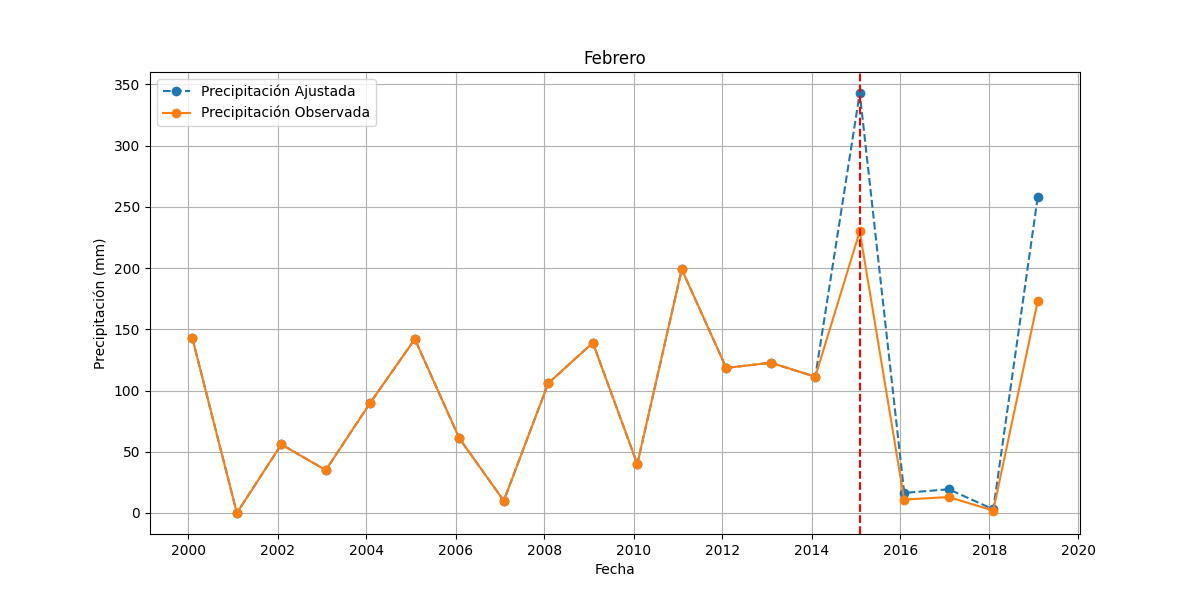 Febrero
Precipitación Ajustada
Precipitación Observada
Precipitación (mm)
350
300
250
200
150
100
50
0
2000 2002 2004 2006 2008 2010 2012 2014 2016 2018 2020
Fecha